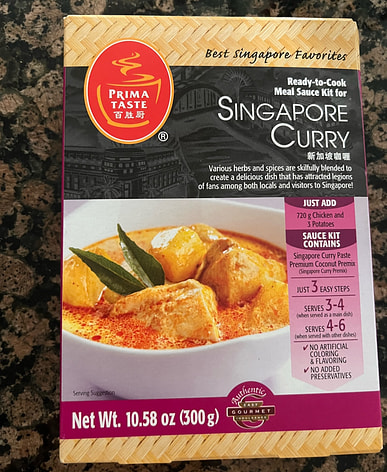 Best Singapore Favorites
PRIMA
TASTE
百勝厨
®
Ready-to-Cook
Meal Sauce Kit for
SINGAPORE
CURRY
新加坡咖喱
Various herbs and spices are skilfully blended to
create a delicious dish that has attracted legions
of fans among both locals and visitors to Singapore!
JUST ADD
720 g Chicken and
3 Potatoes
SAUCE KIT
CONTAINS
Singapore Curry Paste
Premium Coconut Premix
(Singapore Curry Premix)
JUST 3 EASY STEPS
SERVES 3-4
(when served as a main dish)
SERVES 4-6
(when served with other dishes)
✓ NO ARTIFICIAL
COLORING &
FLAVORING
✓ NO ADDED
PRESERVATIVES
Serving Suggestion
Net Wt. 10.58 oz (300g)
Authentic
EASY
GOURMET